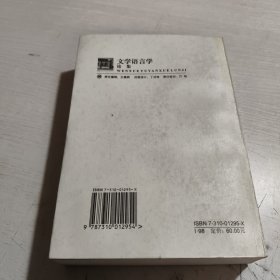 文学语言学
论集
WENXUEYUYANXUELUNJI
ISBN 7-310-01295-X
9 787310 012954 >
ISBN 7-310-01295-X
I·98 定价：60.00元